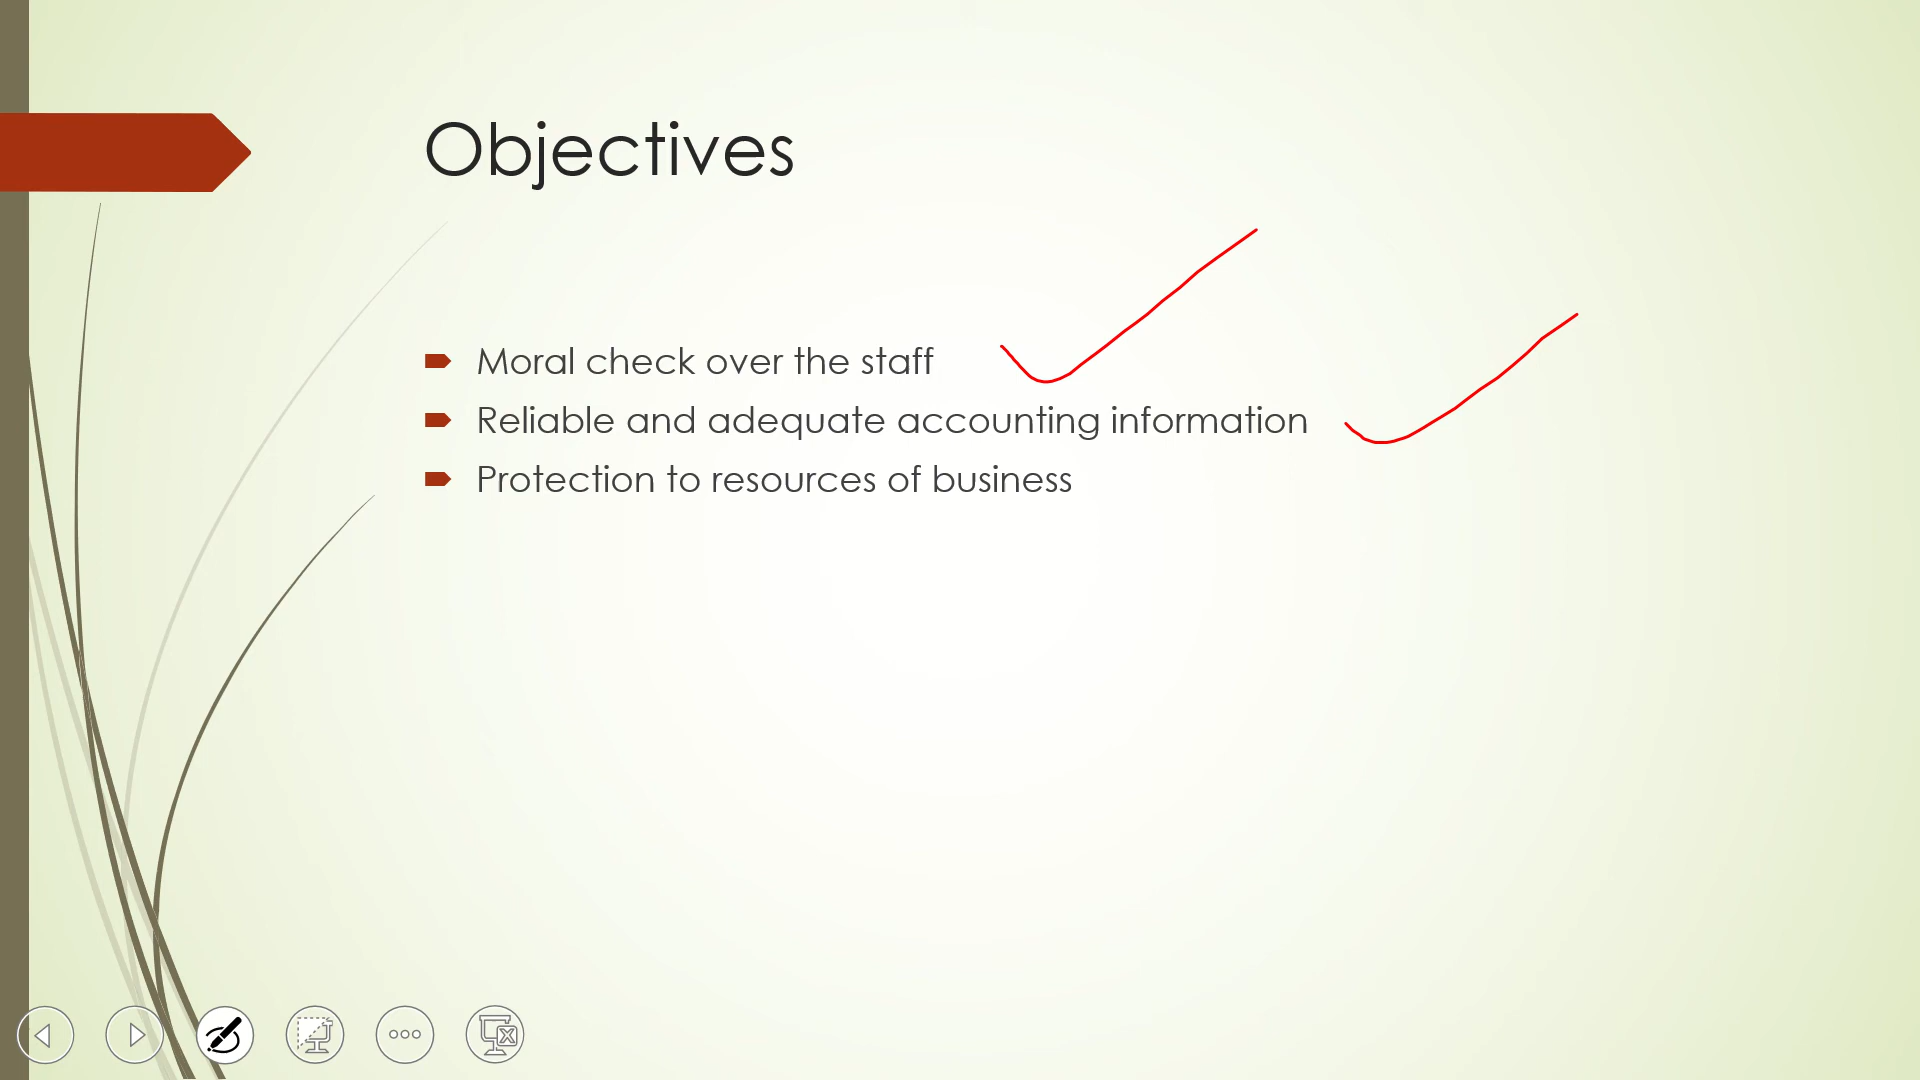 Objectives
Moral check over the staff
Reliable and adequate accounting information
Protection to resources of business